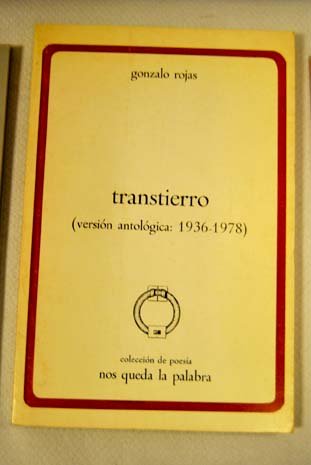 gonzalo rojas
transtierro
(versión antológica: 1936-1978)
colección de poesía
nos queda la palabra